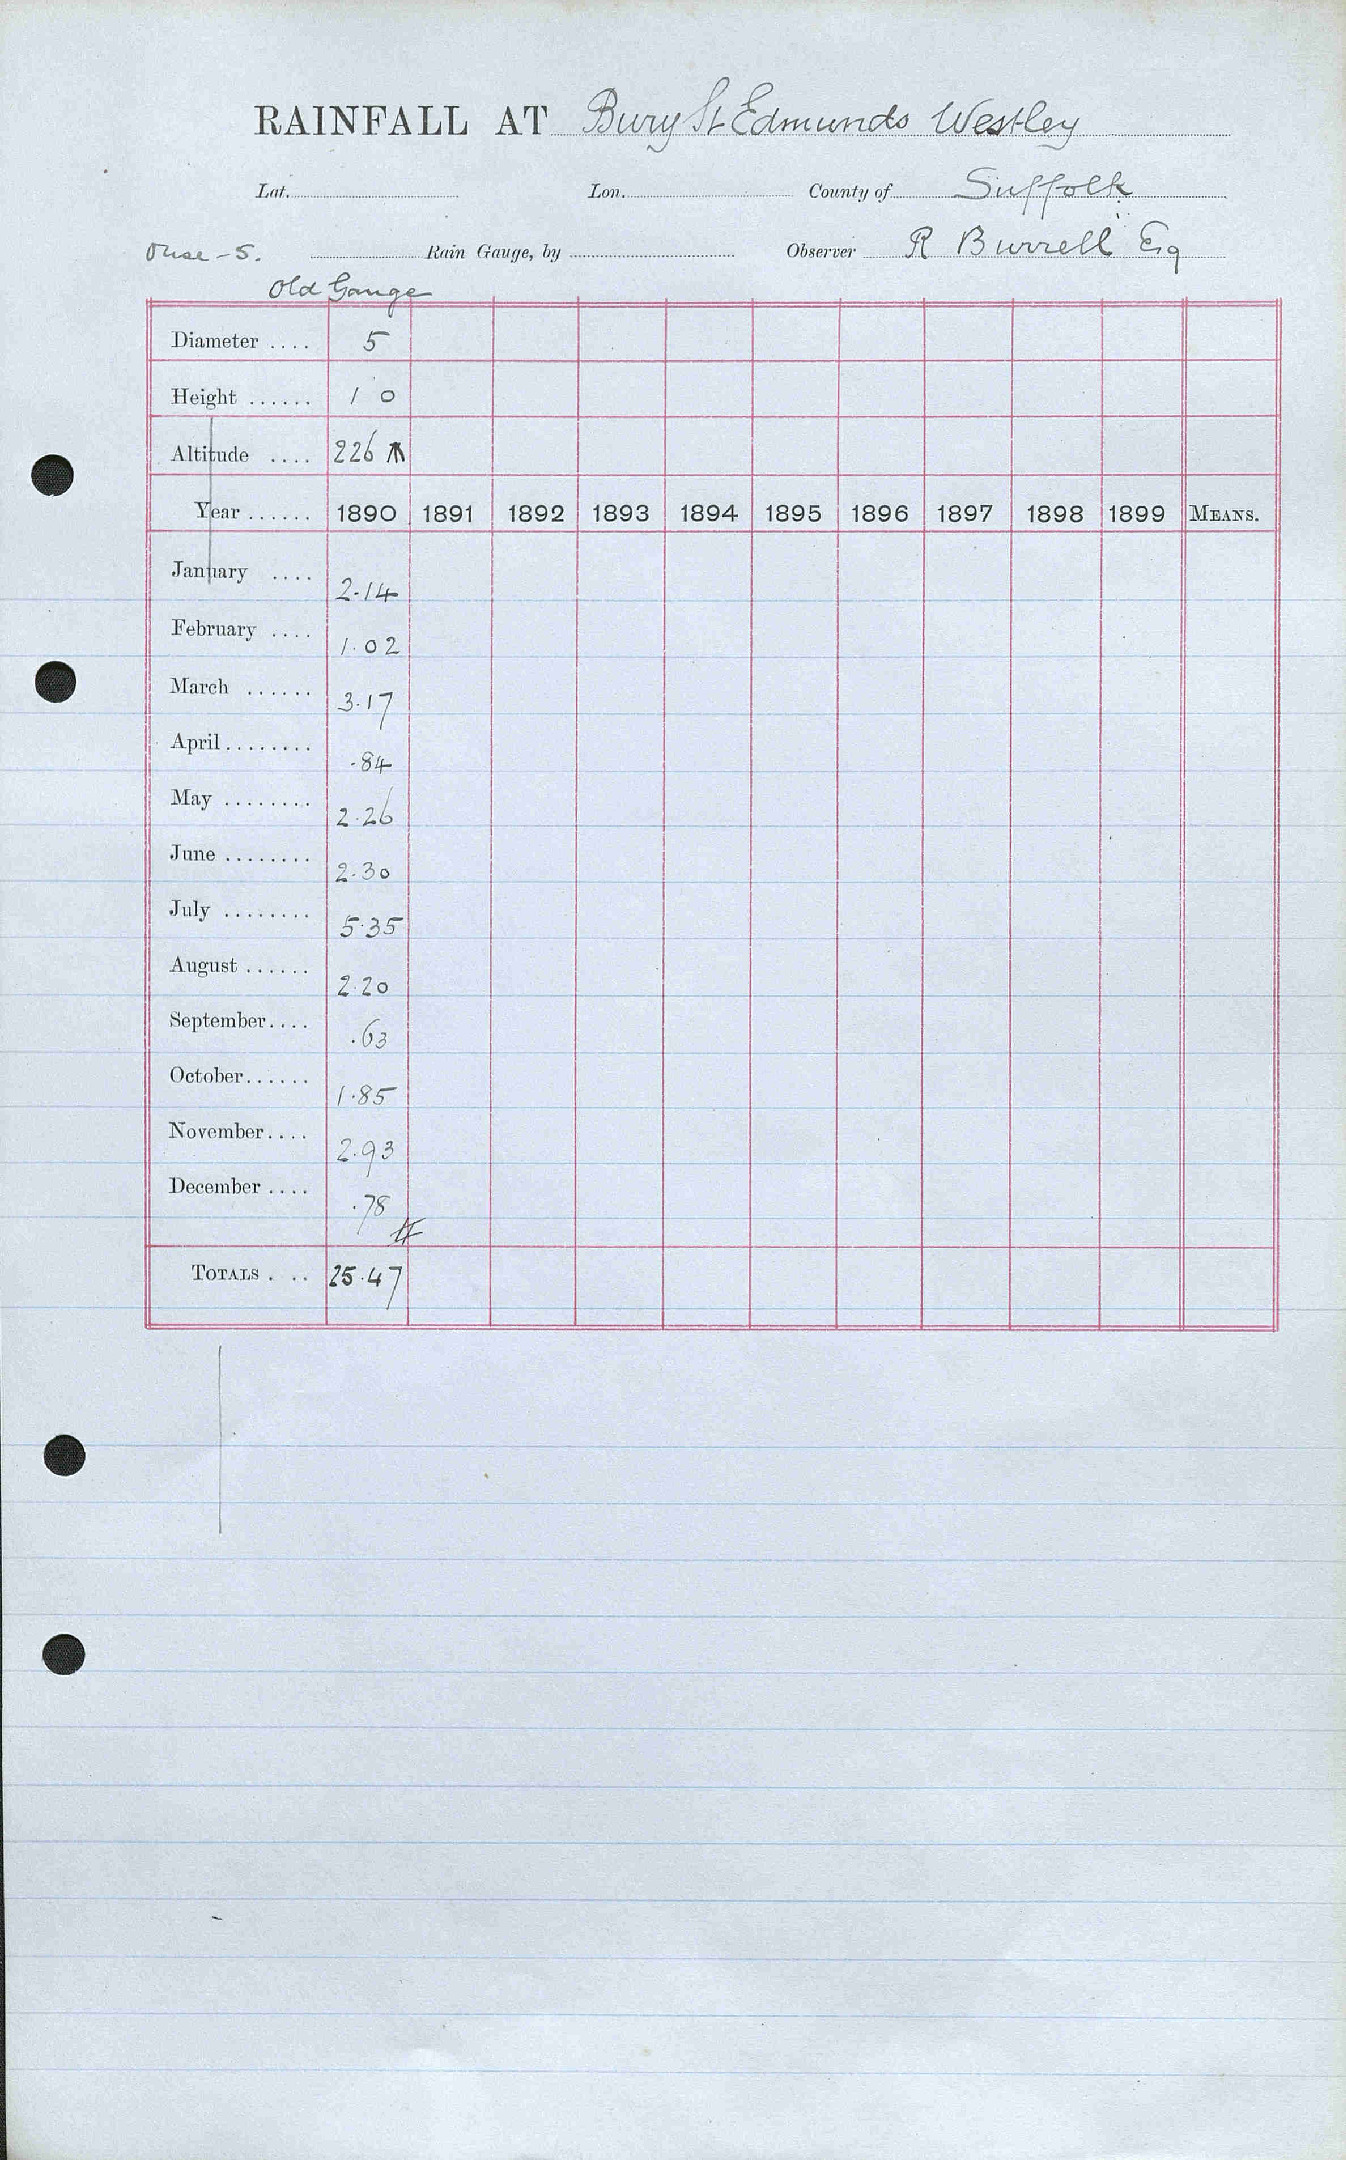 RAINFALL AT Bury St Edmunds Westley
Lat. Lon. County of Suffolk
Ouse - 5. Rain Gauge, by Observer R Burrell Esq
Old Gauge
Diameter .... 5
Height ...... 1 0
Altitude .... 226
Year ...... 1890 1891 1892 1893 1894 1895 1896 1897 1898 1899 MEANS.
January .... 2.14
February .... 1.02
March ...... 3.17
April ........ .84
May ........ 2.26
June ........ 2.30
July ........ 5.35
August ...... 2.20
September .... .63
October ...... 1.85
November .... 2.93
December .... .78
TOTALS . .. 25.47